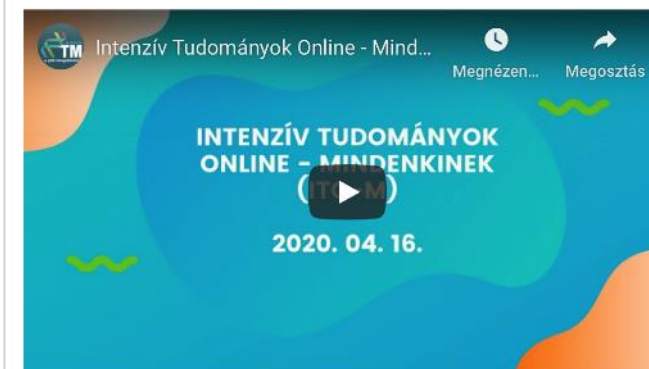 TM
Intenzív Tudományok Online - Mind...
Megnézen...
Megosztás
INTENZÍV TUDOMÁNYOK
ONLINE - MINDENKINEK
2020. 04. 16.